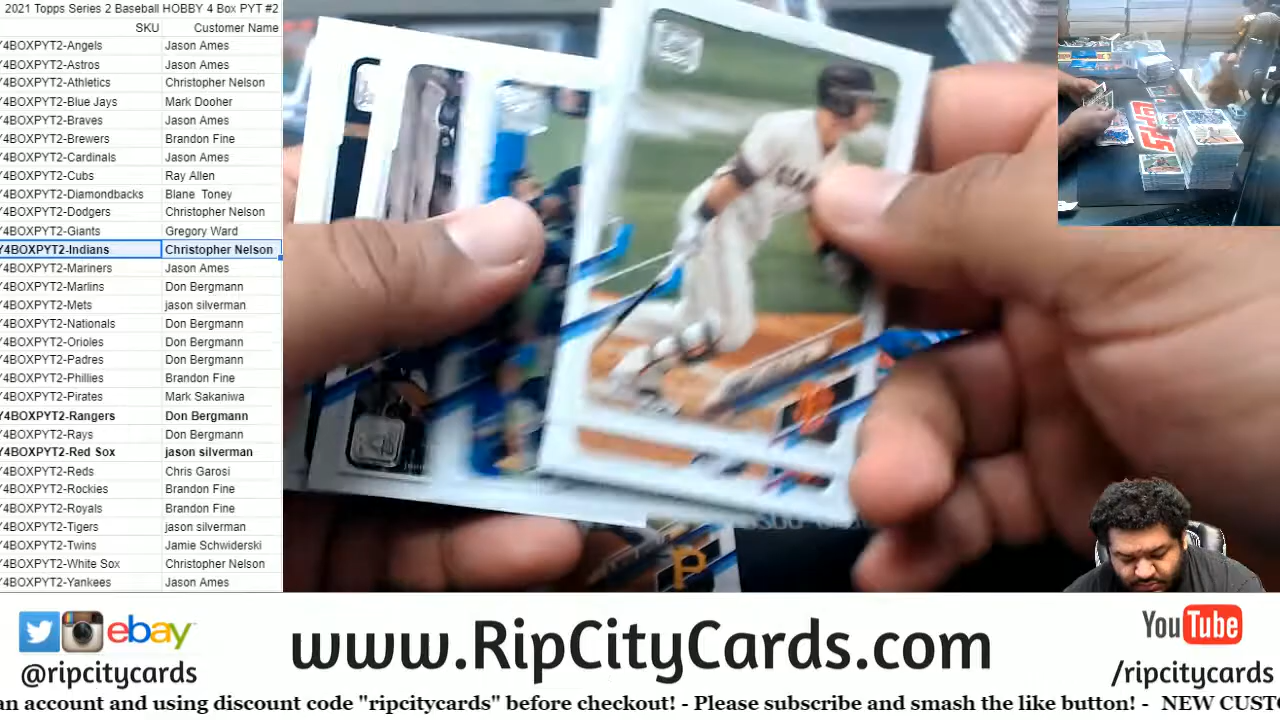 2021 Topps Series 2 Baseball HOBBY 4 Box PYT #2
SKU Customer Name
Y4BOXPYT2-Angels Jason Ames
Y4BOXPYT2-Astros Jason Ames
Y4BOXPYT2-Athletics Christopher Nelson
Y4BOXPYT2-Blue Jays Mark Dooher
Y4BOXPYT2-Braves Jason Ames
Y4BOXPYT2-Brewers Brandon Fine
Y4BOXPYT2-Cardinals Jason Ames
Y4BOXPYT2-Cubs Ray Allen
Y4BOXPYT2-Diamondbacks Blane Toney
Y4BOXPYT2-Dodgers Christopher Nelson
Y4BOXPYT2-Giants Gregory Ward
Y4BOXPYT2-Indians Christopher Nelson
Y4BOXPYT2-Mariners Jason Ames
Y4BOXPYT2-Marlins Don Bergmann
Y4BOXPYT2-Mets jason silverman
Y4BOXPYT2-Nationals Don Bergmann
Y4BOXPYT2-Orioles Don Bergmann
Y4BOXPYT2-Padres Don Bergmann
Y4BOXPYT2-Phillies Brandon Fine
Y4BOXPYT2-Pirates Mark Sakaniwa
Y4BOXPYT2-Rangers Don Bergmann
Y4BOXPYT2-Rays Don Bergmann
Y4BOXPYT2-Red Sox jason silverman
Y4BOXPYT2-Reds Chris Garosi
Y4BOXPYT2-Rockies Brandon Fine
Y4BOXPYT2-Royals Brandon Fine
Y4BOXPYT2-Tigers jason silverman
Y4BOXPYT2-Twins Jamie Schwiderski
Y4BOXPYT2-White Sox Christopher Nelson
Y4BOXPYT2-Yankees Jason Ames
P
ebay
@ripcitycards
www.RipCityCards.com
YouTube
/ripcitycards
an account and using discount code "ripcitycards" before checkout! - Please subscribe and smash the like button! - NEW CUST